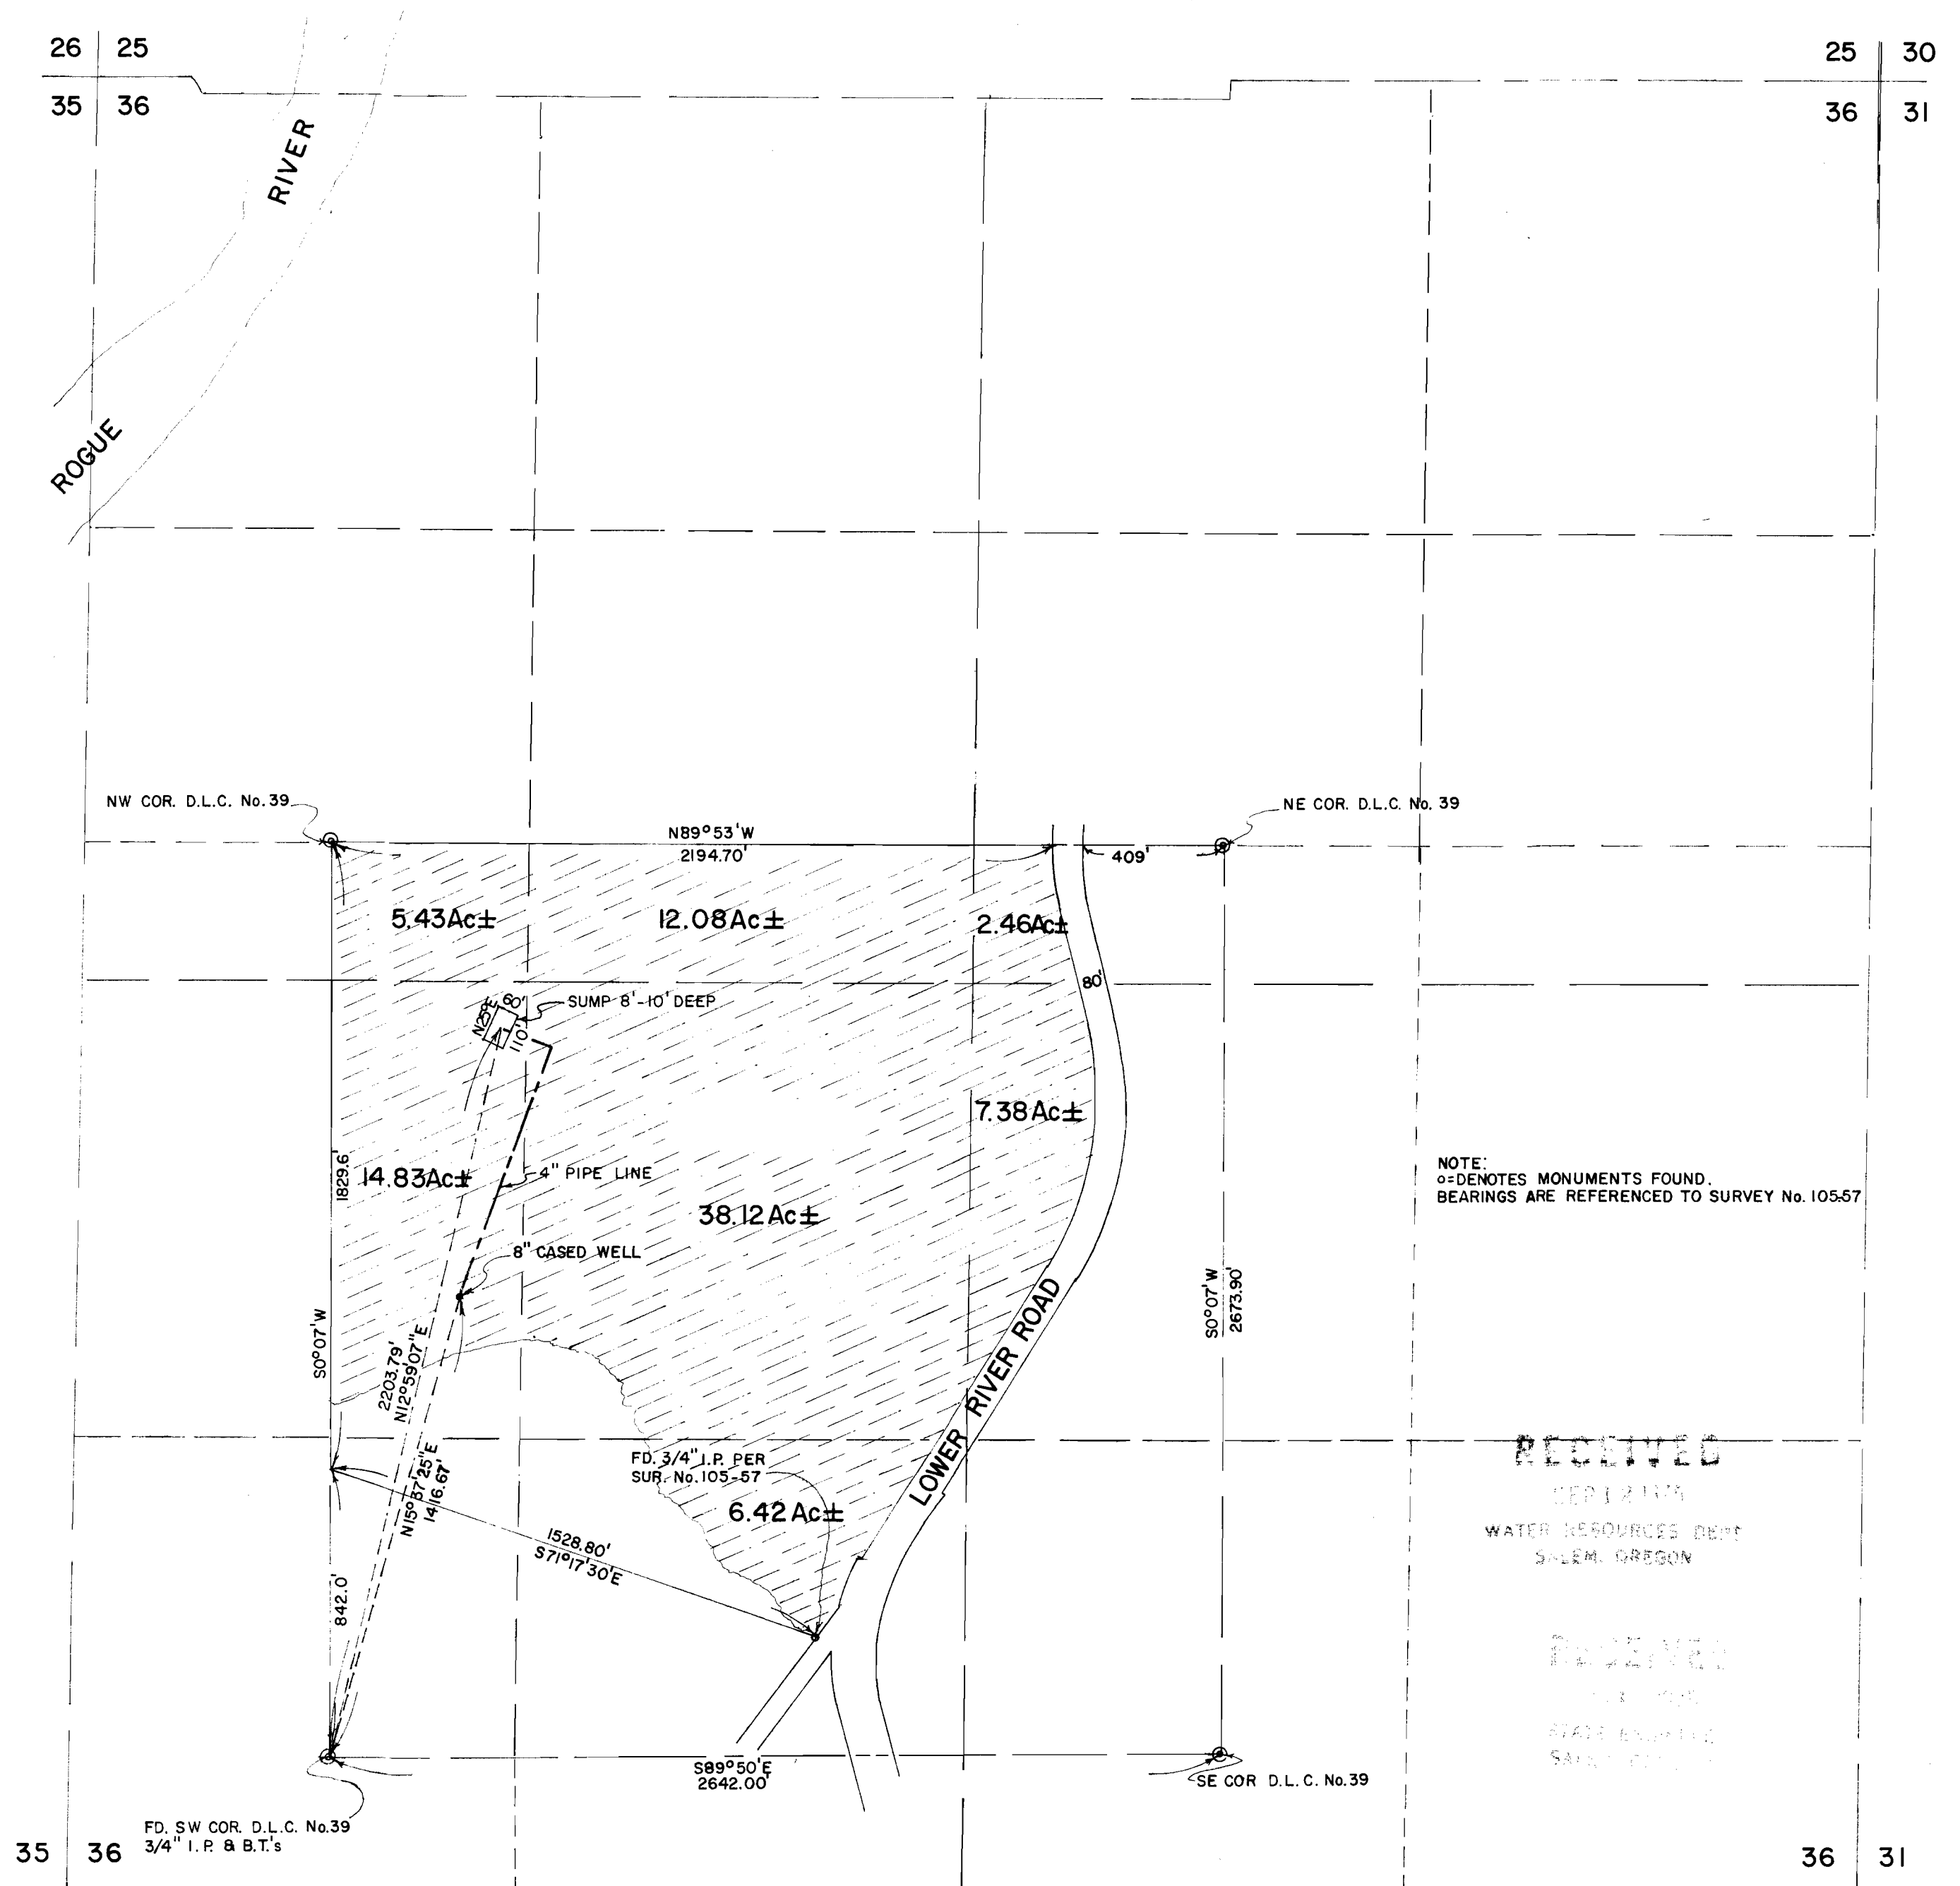 26 25
25 30
35 36
36 31
RIVER
ROGUE
NW COR. D.L.C. No.39
NE COR. D.L.C. No. 39
N89°53'W
2194.70'
409'
5.43Ac±
12.08Ac±
2.46Ac±
80'
N25°E
60'
110'
SUMP 8'-10' DEEP
7.38Ac±
1829.6'
14.83Ac±
4" PIPE LINE
38.12Ac±
NOTE:
o=DENOTES MONUMENTS FOUND.
BEARINGS ARE REFERENCED TO SURVEY No. 105-57
8" CASED WELL
S0°07'W
2203.79'
N12°59'07"E
LOWER RIVER ROAD
S0°07'W
2673.90'
N15°37'25"E
1416.67'
FD. 3/4" I.P. PER
SUR. No. 105-57
6.42Ac±
RECEIVED
WATER RESOURCES DEPT
SALEM, OREGON
1528.80'
S71°17'30"E
842.0'
RECEIVED
S89°50'E
2642.00'
SE COR D.L.C. No.39
FD. SW COR. D.L.C. No.39
3/4" I.P. & B.T.'s
35 36
36 31